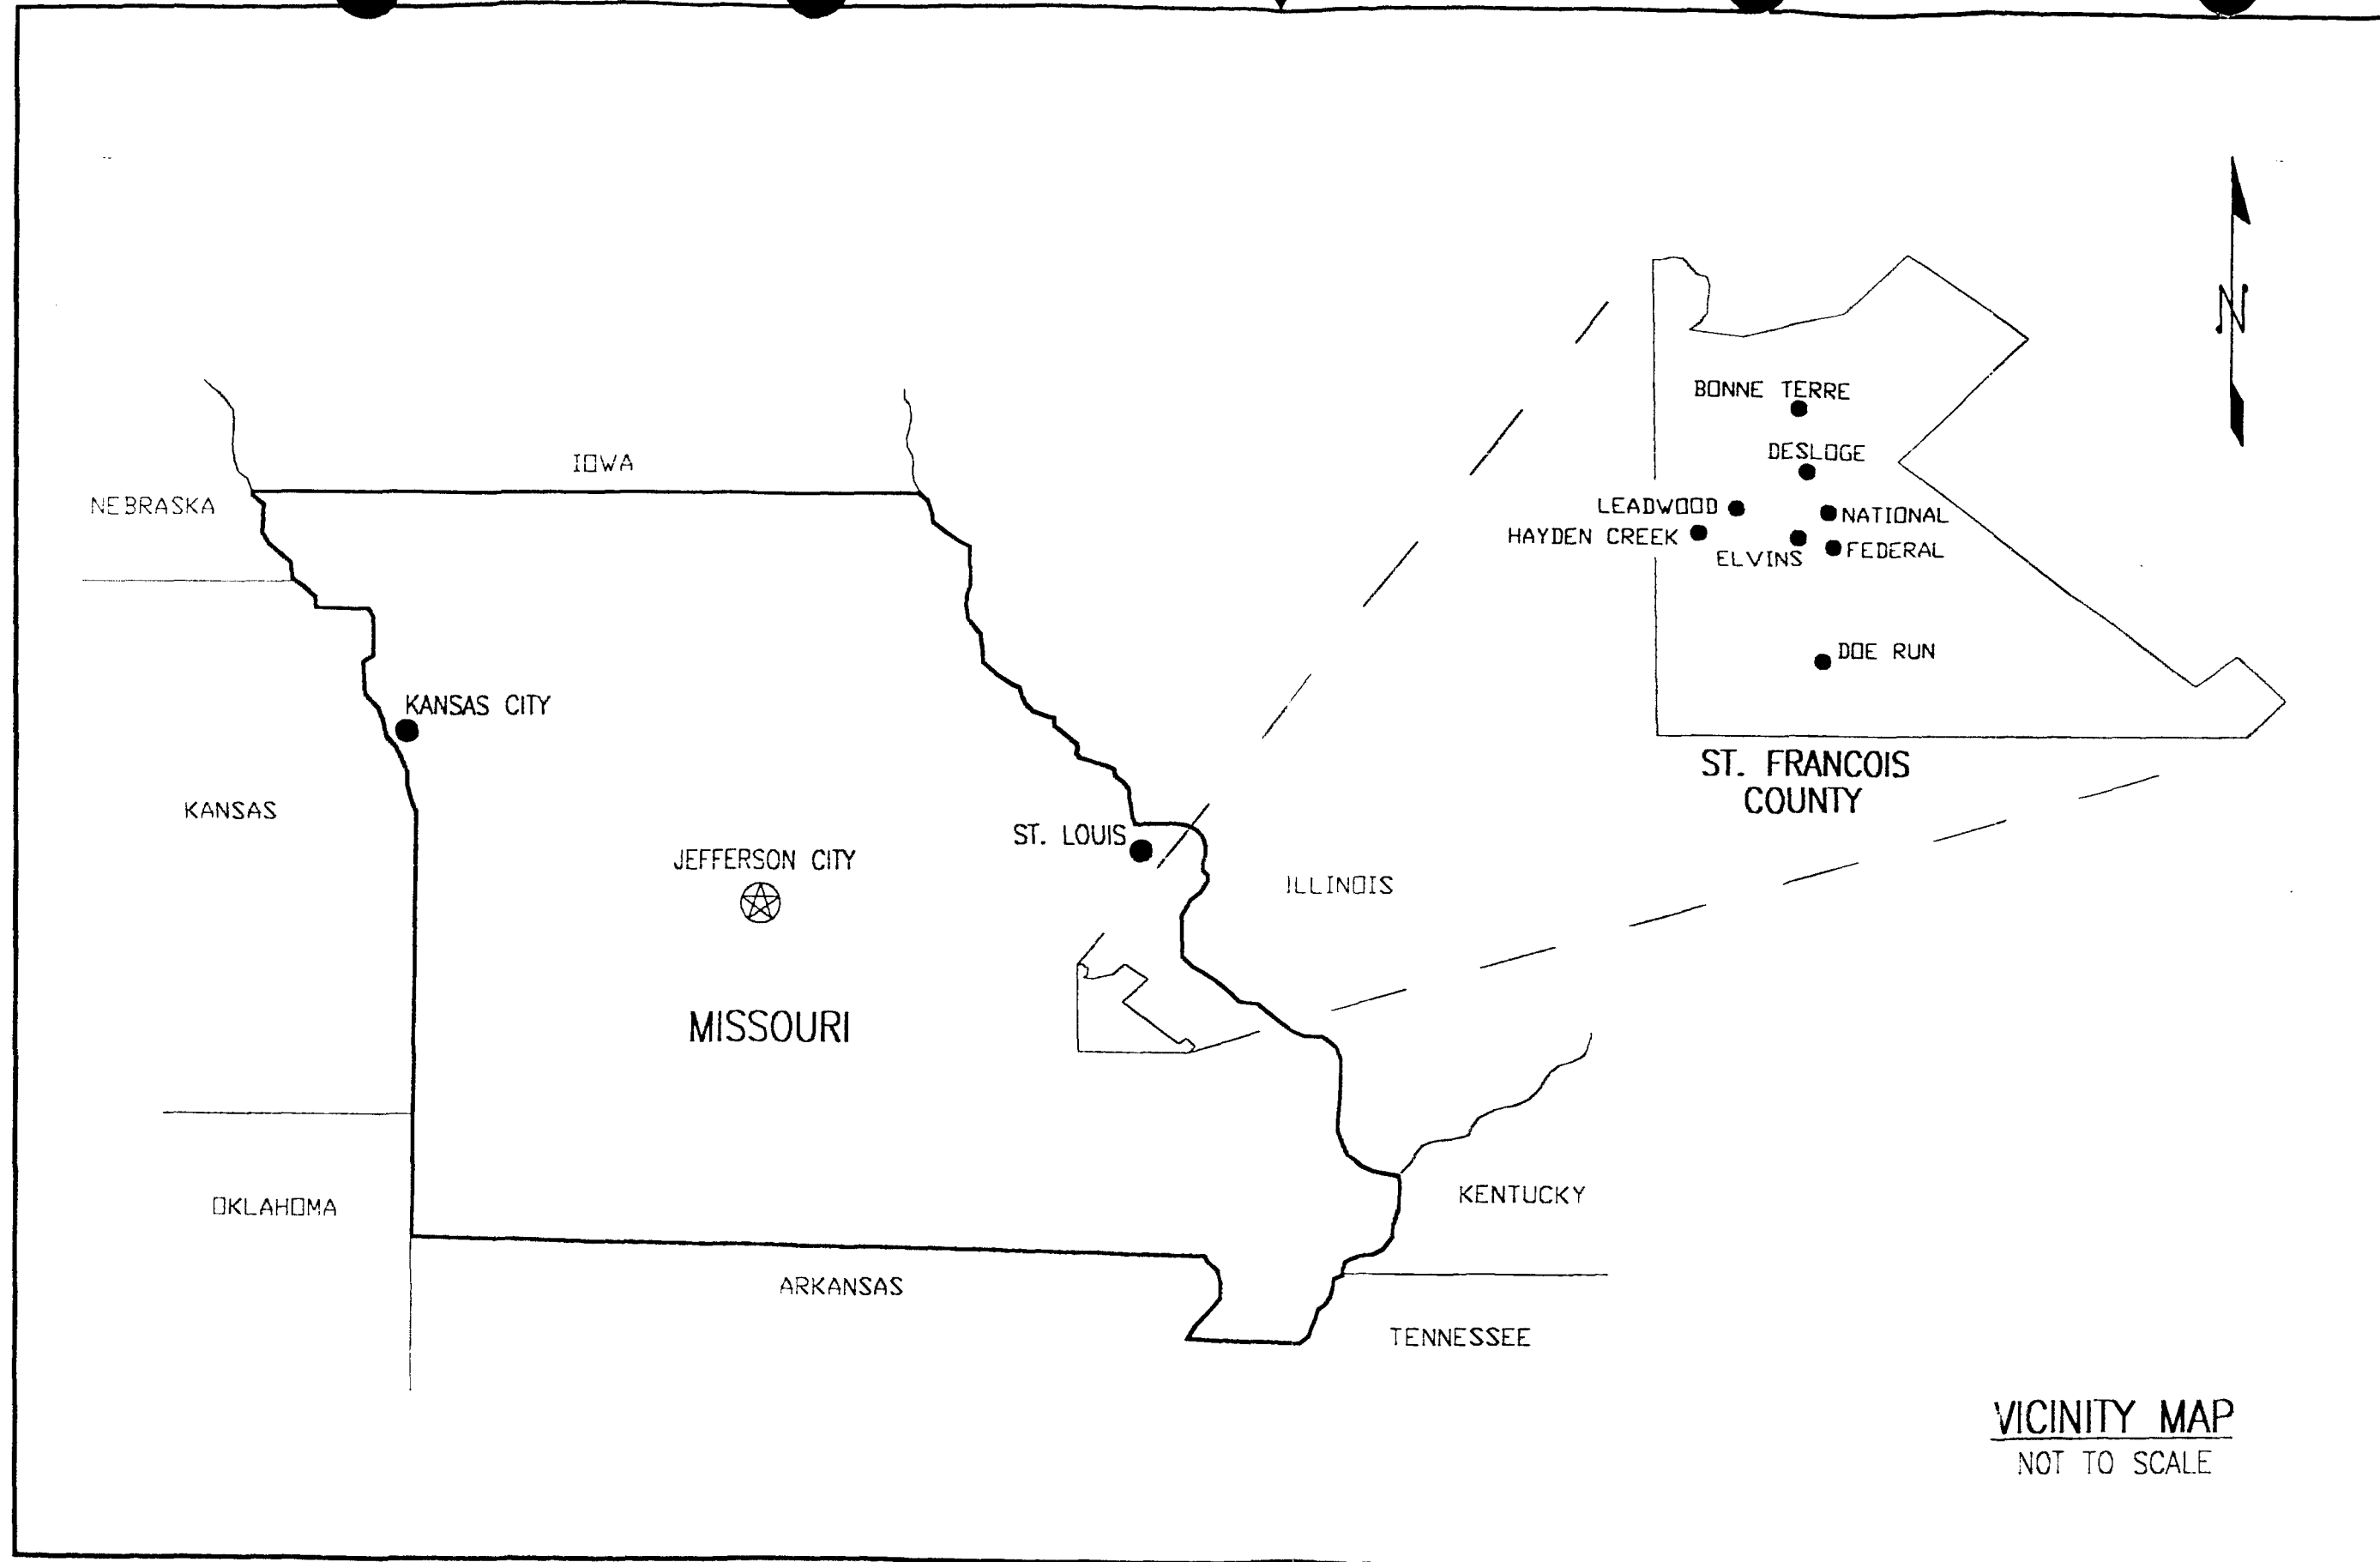 N
BONNE TERRE
DESLOGE
IOWA
NEBRASKA
LEADWOOD
NATIONAL
HAYDEN CREEK
ELVINS
FEDERAL
DOE RUN
KANSAS CITY
ST. FRANCOIS
COUNTY
KANSAS
ST. LOUIS
JEFFERSON CITY
ILLINOIS
MISSOURI
KENTUCKY
OKLAHOMA
ARKANSAS
TENNESSEE
VICINITY MAP
NOT TO SCALE